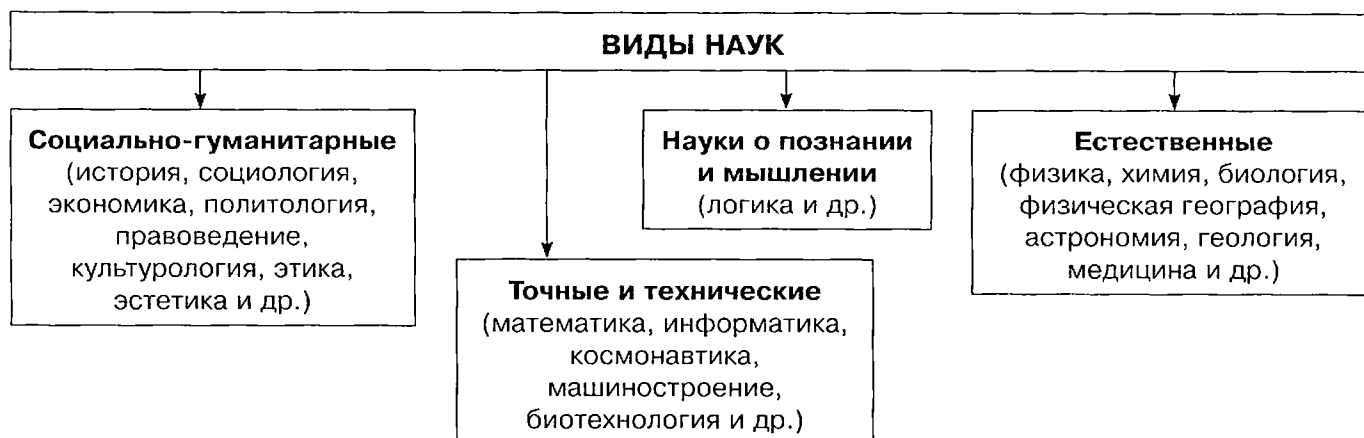 ВИДЫ НАУК
Социально-гуманитарные
(история, социология,
экономика, политология,
правоведение,
культурология, этика,
эстетика и др.)
Точные и технические
(математика, информатика,
космонавтика,
машиностроение,
биотехнология и др.)
Науки о познании
и мышлении
(логика и др.)
Естественные
(физика, химия, биология,
физическая география,
астрономия, геология,
медицина и др.)